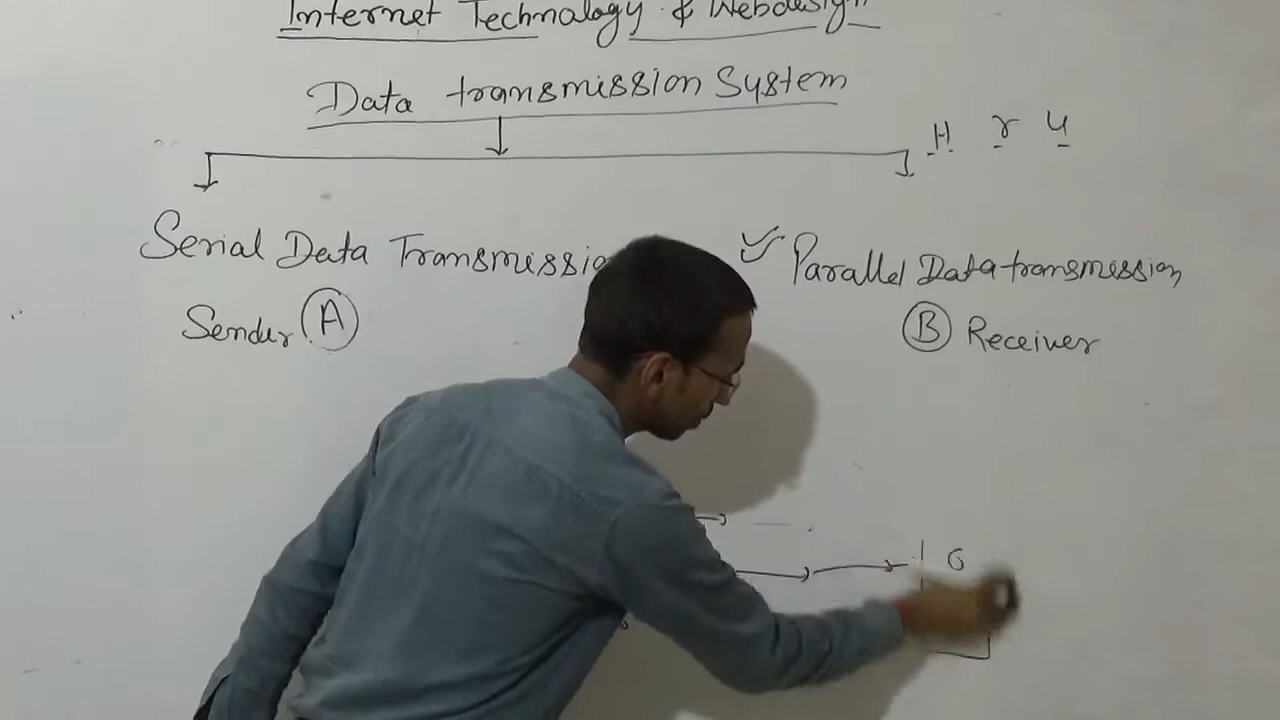 Internet Technology & Webdesign
Data transmission System
H r U
Serial Data Transmissio
Parallel Data transmission
Sender A
B Receiver
G